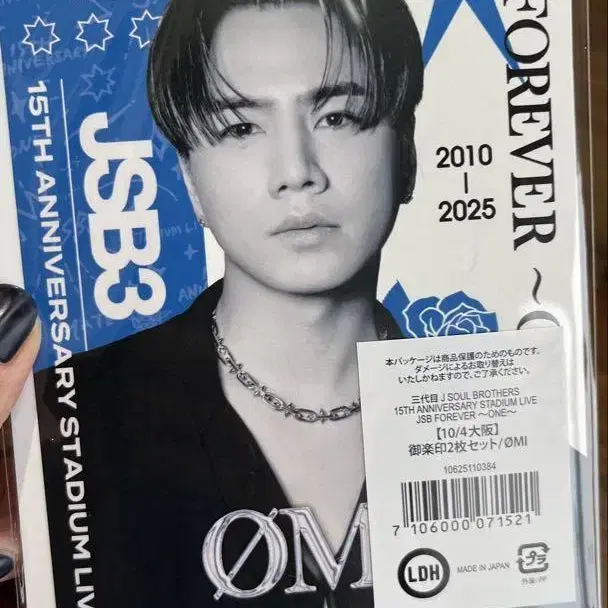 FOREVER ~
15TH ANNIVERSARY STADIUM LIV
JSB3
2010
2025
ØM
本パッケージは商品保護のためのものです。
ダメージによるお取り替えは
いたしかねますので、ご了承ください。
三代目 J SOUL BROTHERS
15TH ANNIVERSARY STADIUM LIVE
JSB FOREVER ～ONE～
【10/4大阪】
御楽印2枚セット/ØMI
10625110384
7 106000 071521
LDH
MADE IN JAPAN
プラ
外装:PP